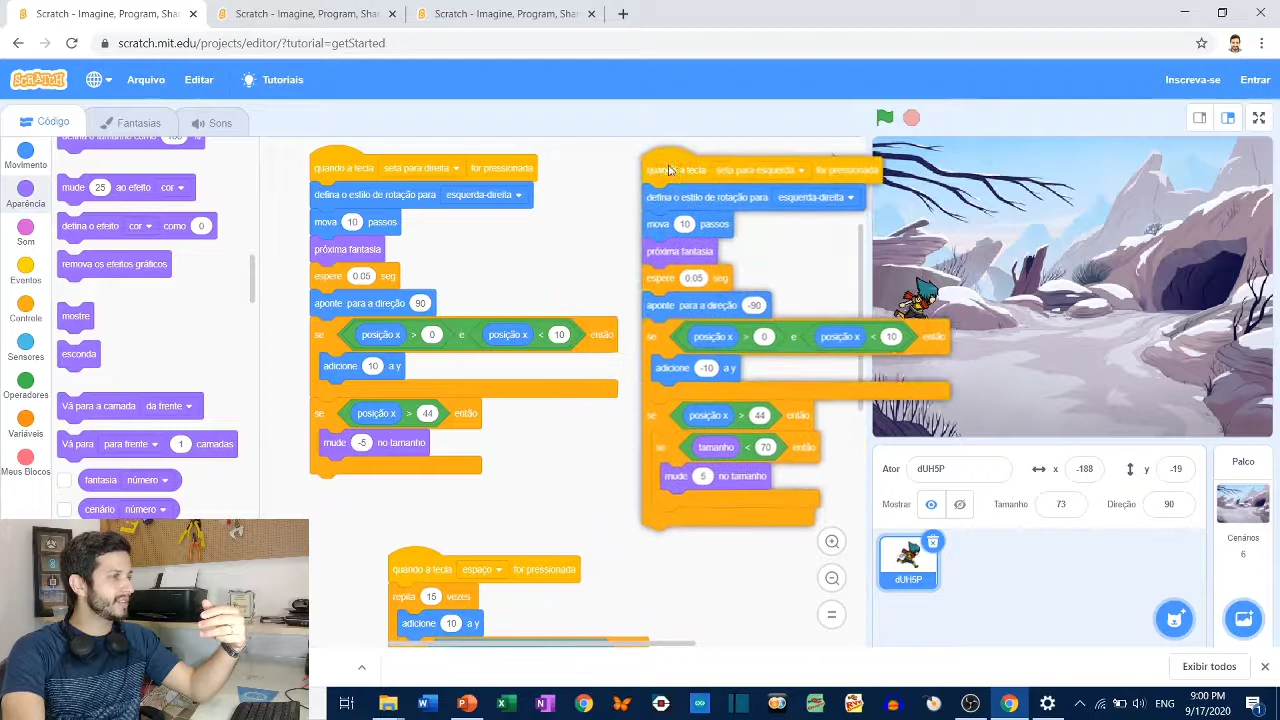 Scratch - Imagine, Program, Shar
Scratch - Imagine, Program, Shar
Scratch - Imagine, Program, Shar
scratch.mit.edu/projects/editor/?tutorial=getStarted
SCRATCH
Arquivo
Editar
Tutoriais
Inscreva-se
Entrar
Código
Fantasias
Sons
Movimento
Aparência
Som
Eventos
Controle
Sensores
Operadores
Variáveis
Meus Blocos
mude 25 ao efeito cor
defina o efeito cor como 0
remova os efeitos gráficos
mostre
esconda
Vá para a camada da frente
Vá para para frente 1 camadas
fantasia número
cenário número
quando a tecla seta para direita for pressionada
defina o estilo de rotação para esquerda-direita
mova 10 passos
próxima fantasia
espere 0.05 seg
aponte para a direção 90
se posição x > 0 e posição x < 10 então
adicione 10 a y
se posição x > 44 então
mude -5 no tamanho
quando a tecla seta para esquerda for pressionada
defina o estilo de rotação para esquerda-direita
mova 10 passos
próxima fantasia
espere 0.05 seg
aponte para a direção -90
se posição x > 0 e posição x < 10 então
adicione -10 a y
se posição x > 44 então
se tamanho < 70 então
mude 5 no tamanho
quando a tecla espaço for pressionada
repita 15 vezes
adicione 10 a y
Ator dUH5P x -188 y -19
Mostrar Tamanho 73 Direção 90
dUH5P
Palco
Cenários
6
Exibir todos
9:00 PM
9/17/2020